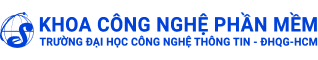 KHOA CÔNG NGHỆ PHẦN MỀM
TRƯỜNG ĐẠI HỌC CÔNG NGHỆ THÔNG TIN - ĐHQG-HCM